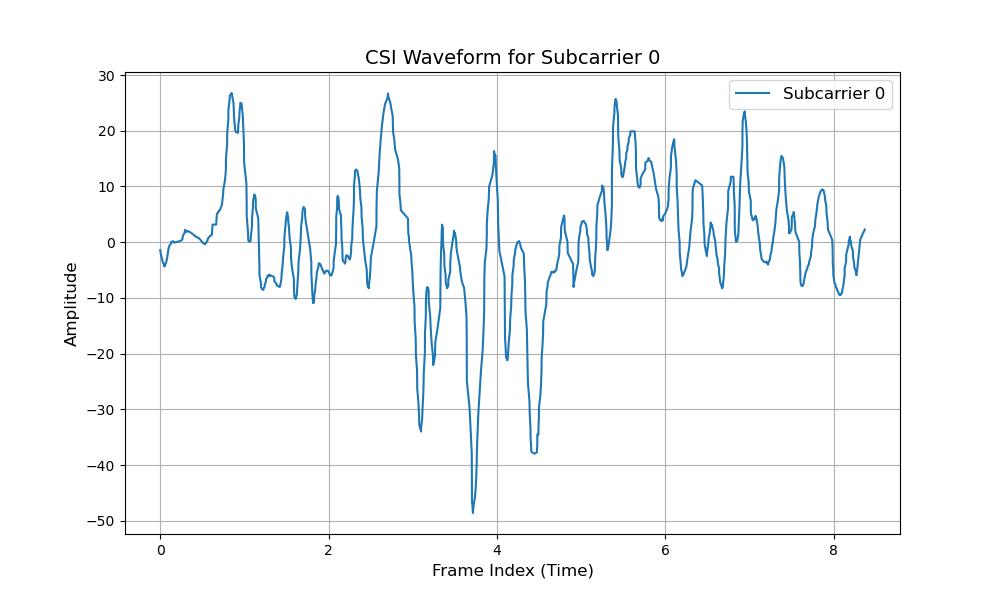 CSI Waveform for Subcarrier 0
Subcarrier 0
30
20
10
0
−10
−20
−30
−40
−50
Amplitude
0 2 4 6 8
Frame Index (Time)